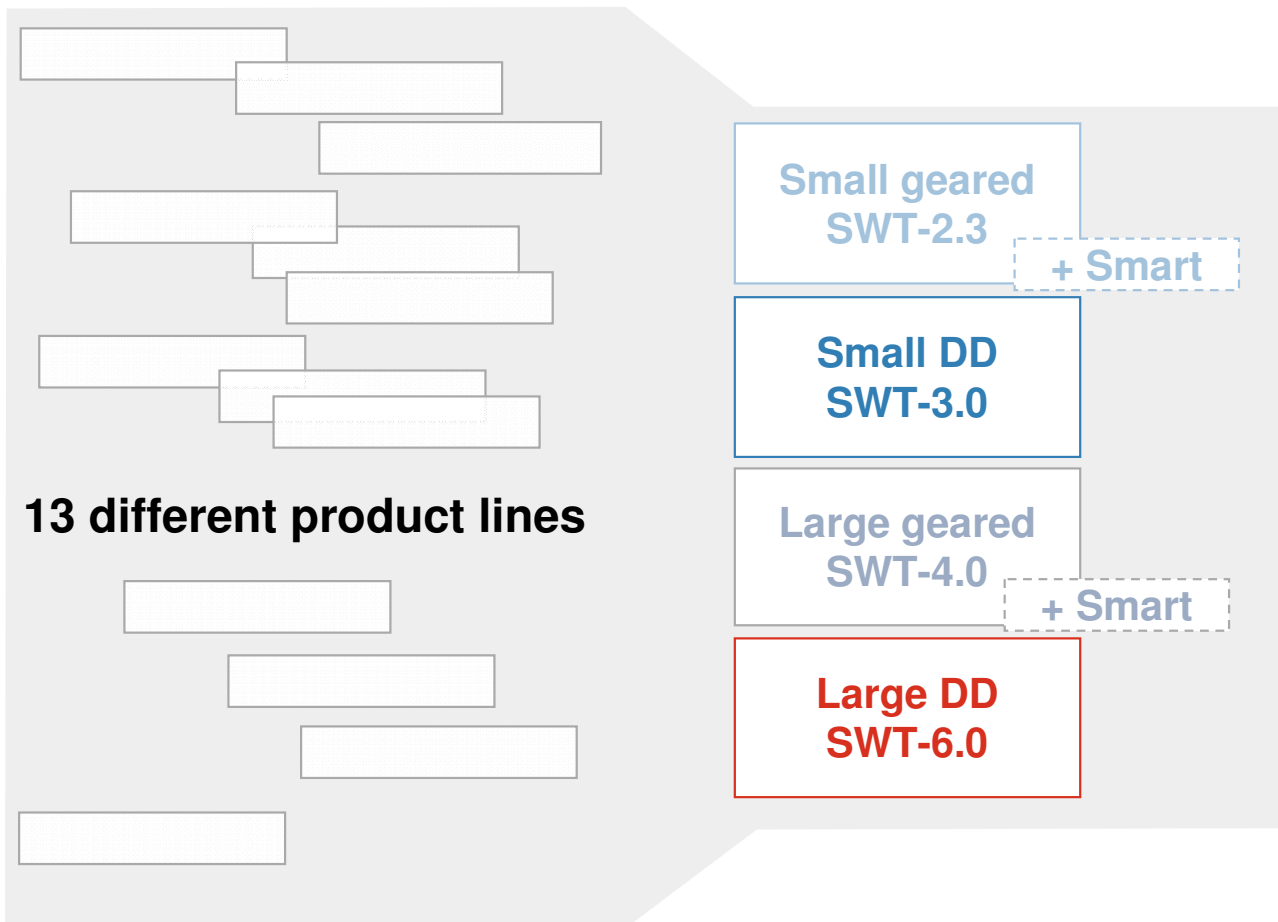 Small geared
SWT-2.3
+ Smart
Small DD
SWT-3.0
13 different product lines
Large geared
SWT-4.0
+ Smart
Large DD
SWT-6.0